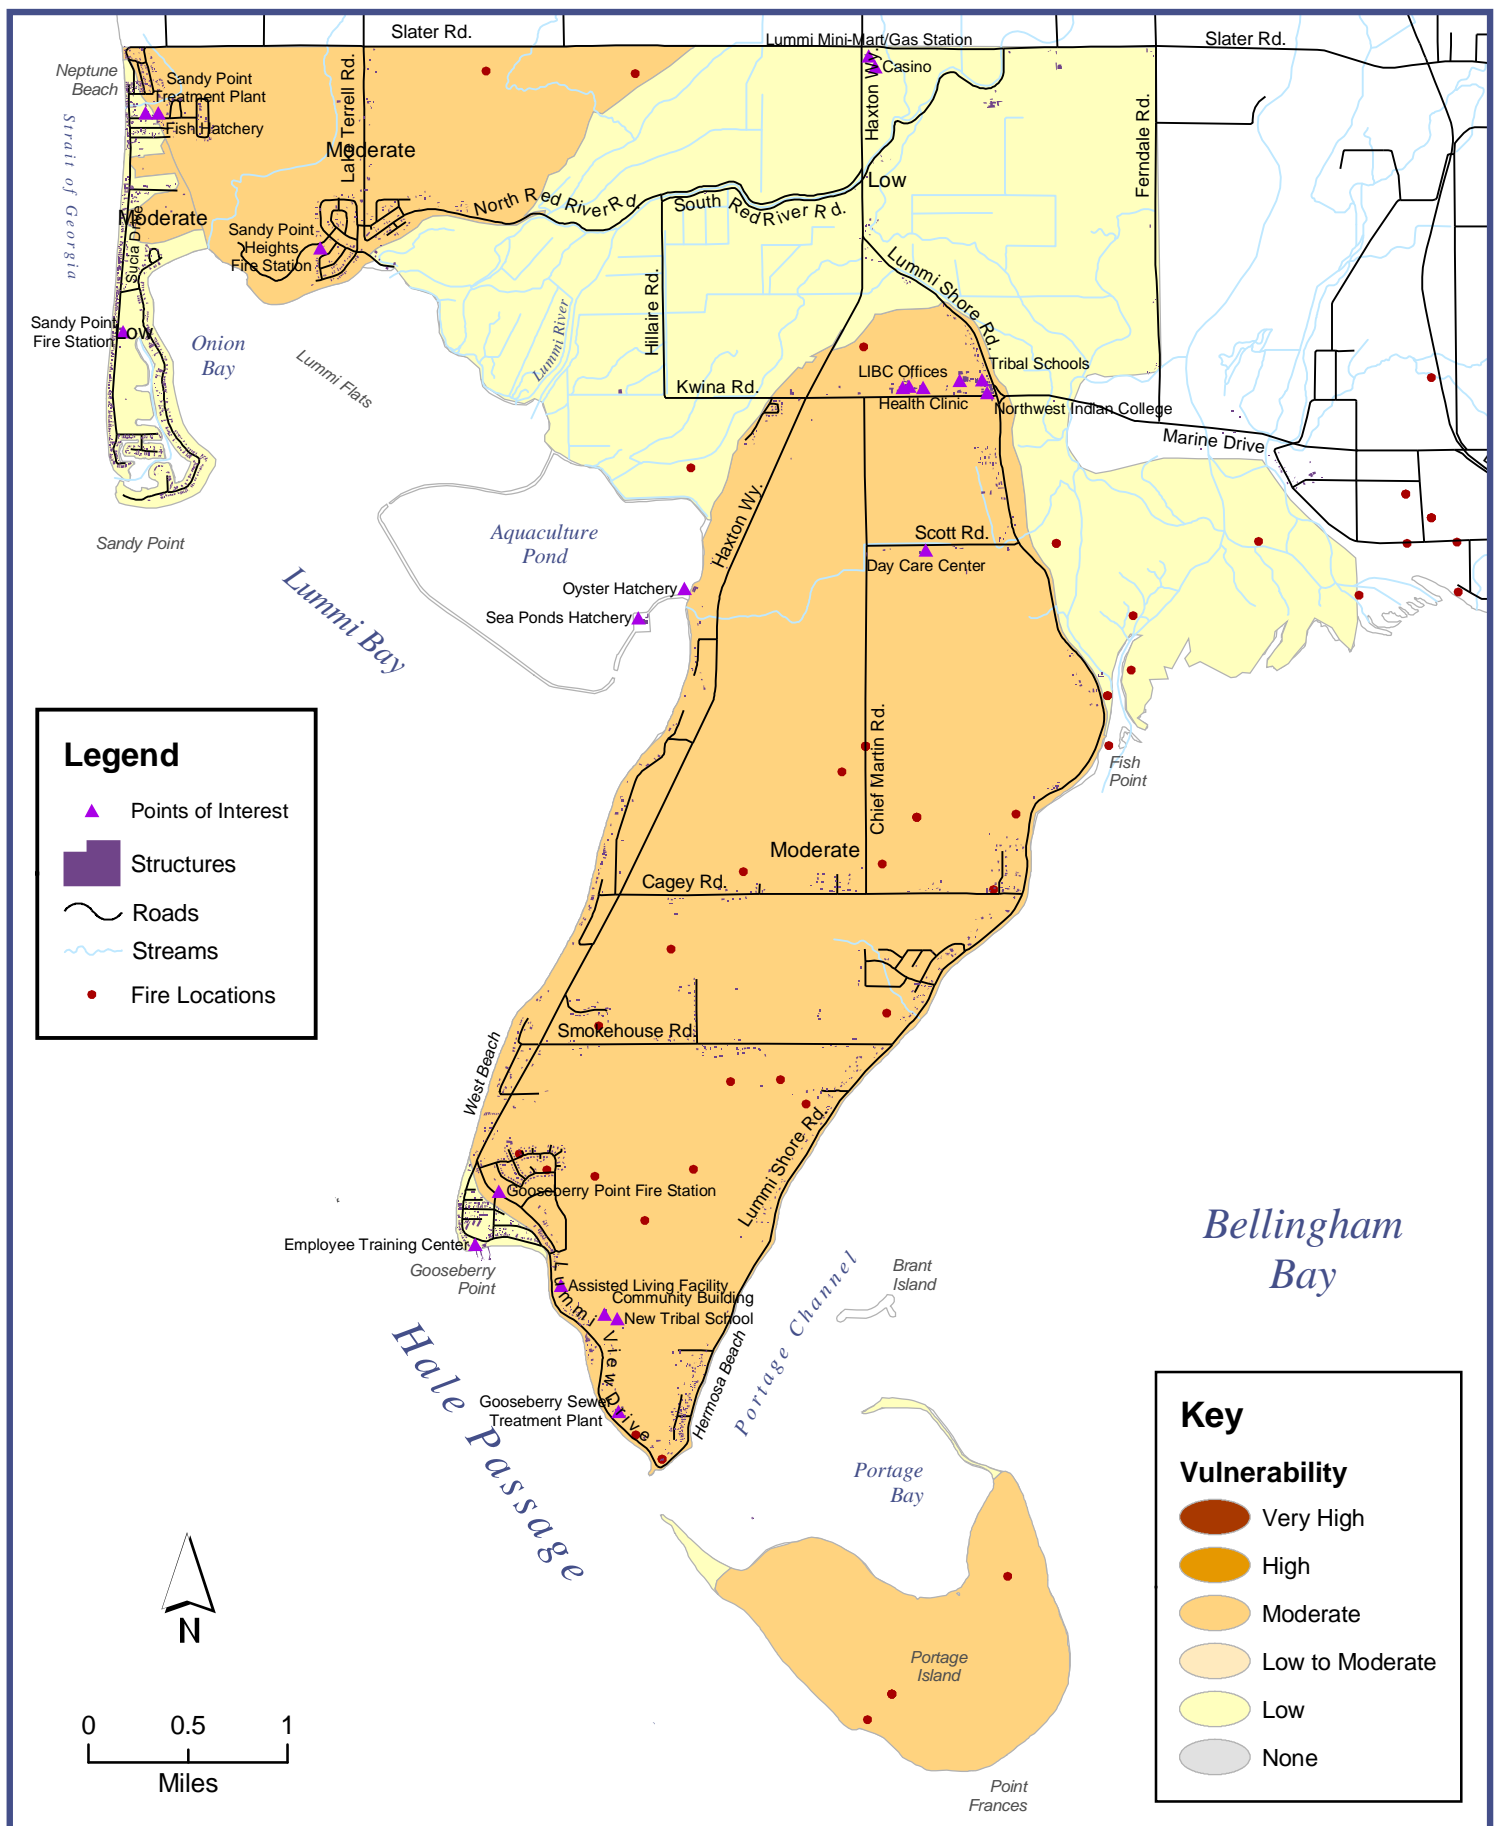 Slater Rd.
Lummi Mini-Mart/Gas Station
Slater Rd.
Neptune
Beach
Sandy Point
Treatment Plant
Fish Hatchery
Lake Terrell Rd.
Haxton Wy.
Casino
Ferndale Rd.
Strait of Georgia
Moderate
Low
Moderate
Sucia Drive
North Red River Rd.
South Red River Rd.
Sandy Point
Heights
Fire Station
Lummi Shore Rd.
Hillaire Rd.
Lummi River
Sandy Point
Fire Station
Low
Onion
Bay
Lummi Flats
Kwina Rd.
LIBC Offices
Tribal Schools
Health Clinic
Northwest Indian College
Marine Drive
Haxton Wy.
Sandy Point
Aquaculture
Pond
Scott Rd.
Day Care Center
Lummi Bay
Oyster Hatchery
Sea Ponds Hatchery
Chief Martin Rd.
Fish
Point
Legend
Points of Interest
Structures
Roads
Streams
Fire Locations
Moderate
Cagey Rd.
Smokehouse Rd.
West Beach
Lummi Shore Rd.
Gooseberry Point Fire Station
Employee Training Center
Gooseberry
Point
Bellingham
Bay
Brant
Island
Assisted Living Facility
Community Building
New Tribal School
Lummi View Drive
Portage Channel
Hermosa Beach
Hale Passage
Gooseberry Sewer
Treatment Plant
Portage
Bay
Portage
Island
Point
Frances
N
0 0.5 1
Miles
Key
Vulnerability
Very High
High
Moderate
Low to Moderate
Low
None